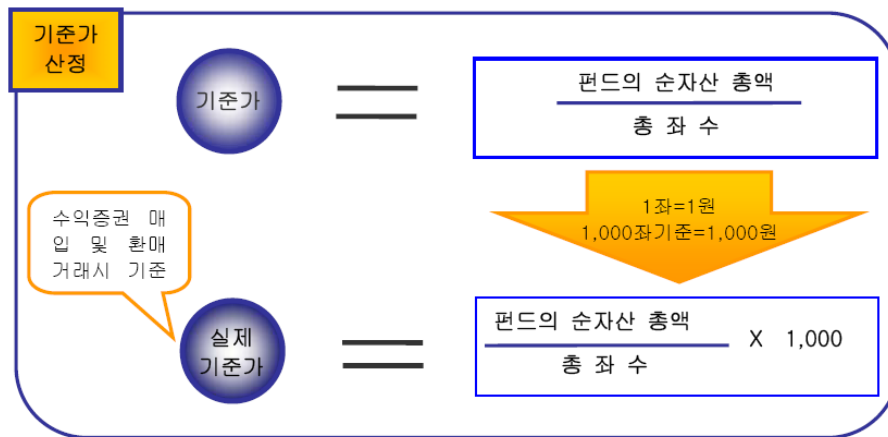 기준가
산정
기준가
펀드의 순자산 총액
총 좌 수
1좌=1원
1,000좌기준=1,000원
수익증권 매
입 및 환매
거래시 기준
실제
기준가
펀드의 순자산 총액
X 1,000
총 좌 수